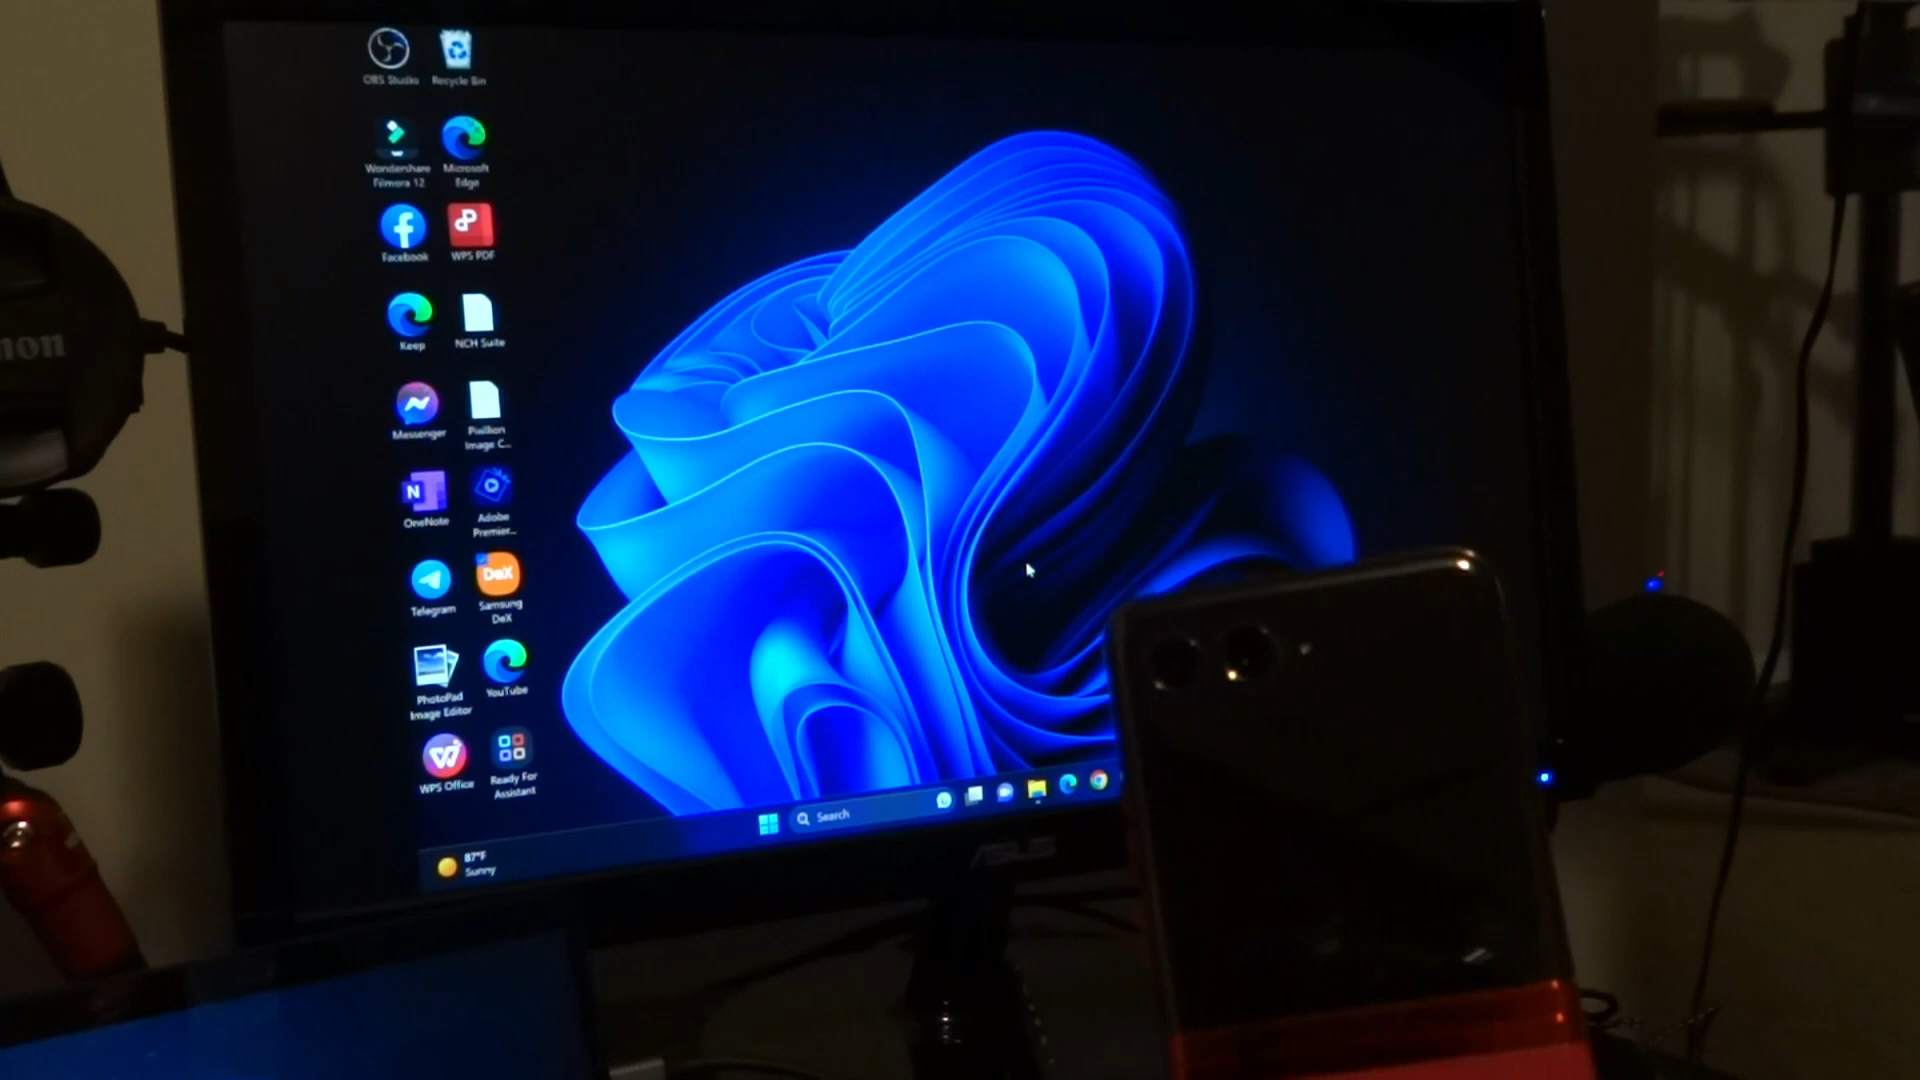 OBS Studio
Recycle Bin
Wondershare
Filmora 12
Microsoft
Edge
Facebook
WPS PDF
Keep
NCH Suite
Messenger
Pixillion
Image C...
N
OneNote
Adobe
Premier...
Telegram
DeX
Samsung
DeX
PhotoPad
Image Editor
YouTube
WPS Office
Ready For
Assistant
Search
87°F
Sunny
ASUS
non